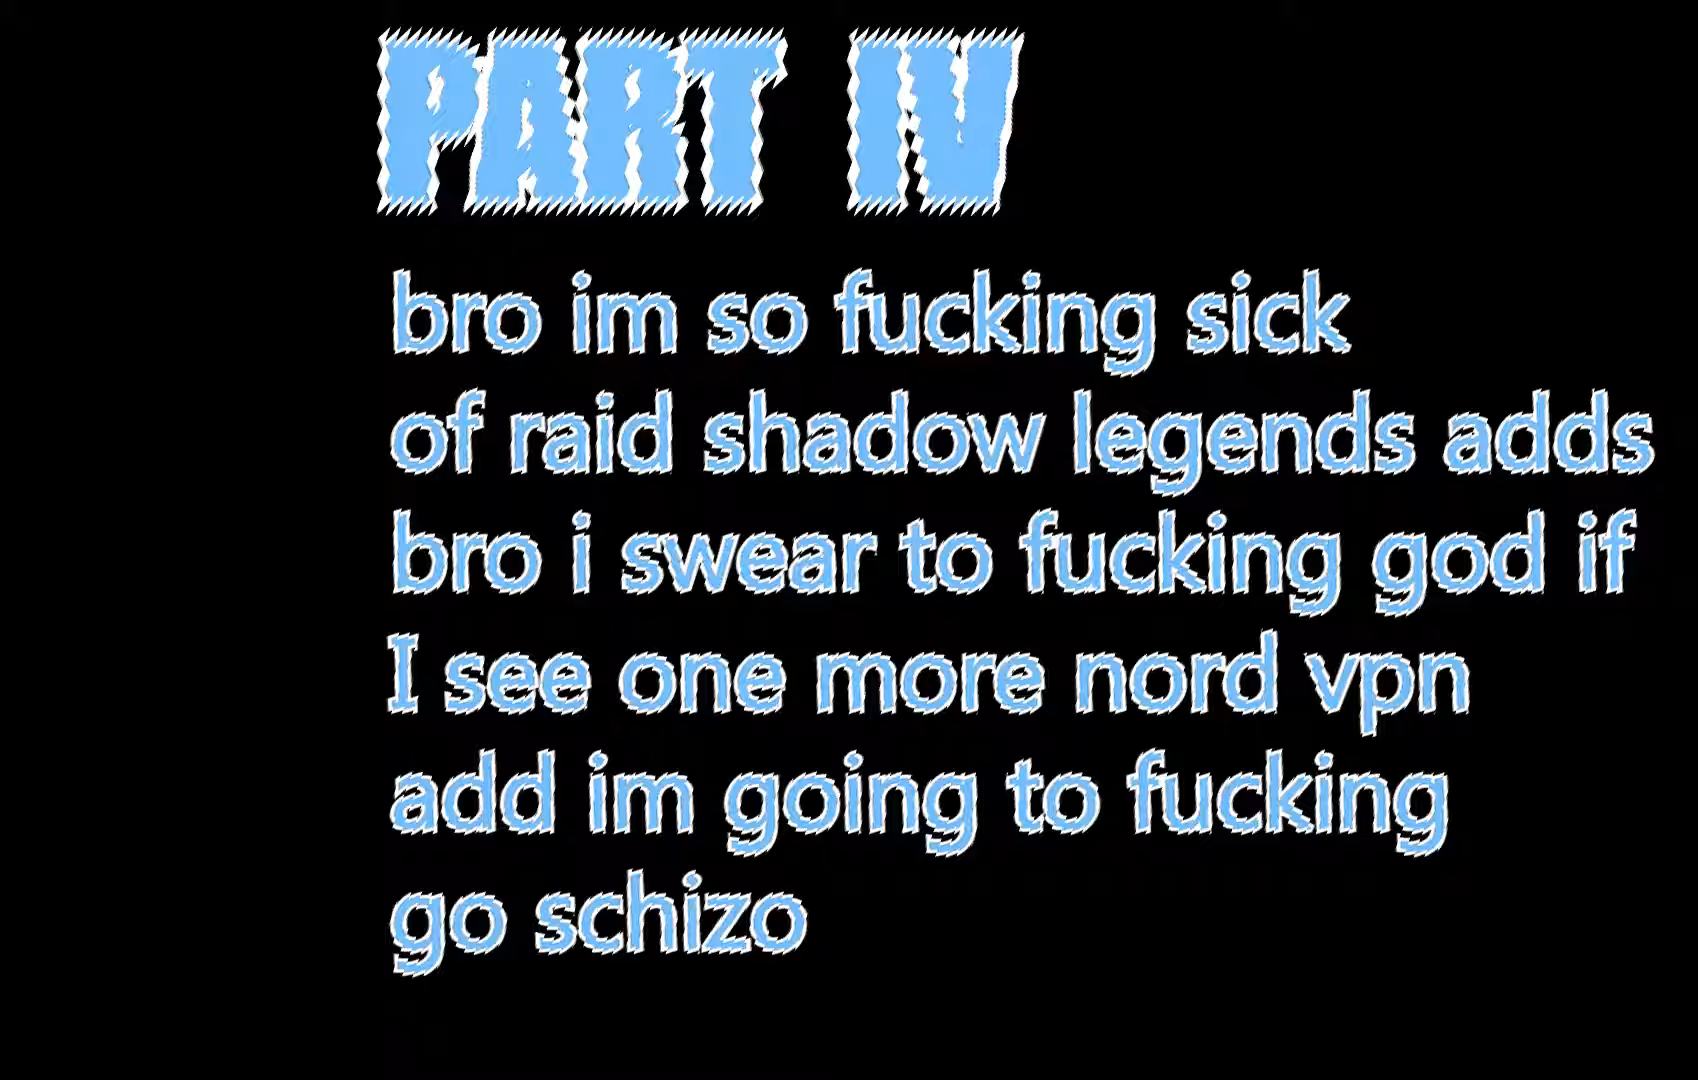 PART IV
bro im so fucking sick
of raid shadow legends adds
bro i swear to fucking god if
I see one more nord vpn
add im going to fucking
go schizo